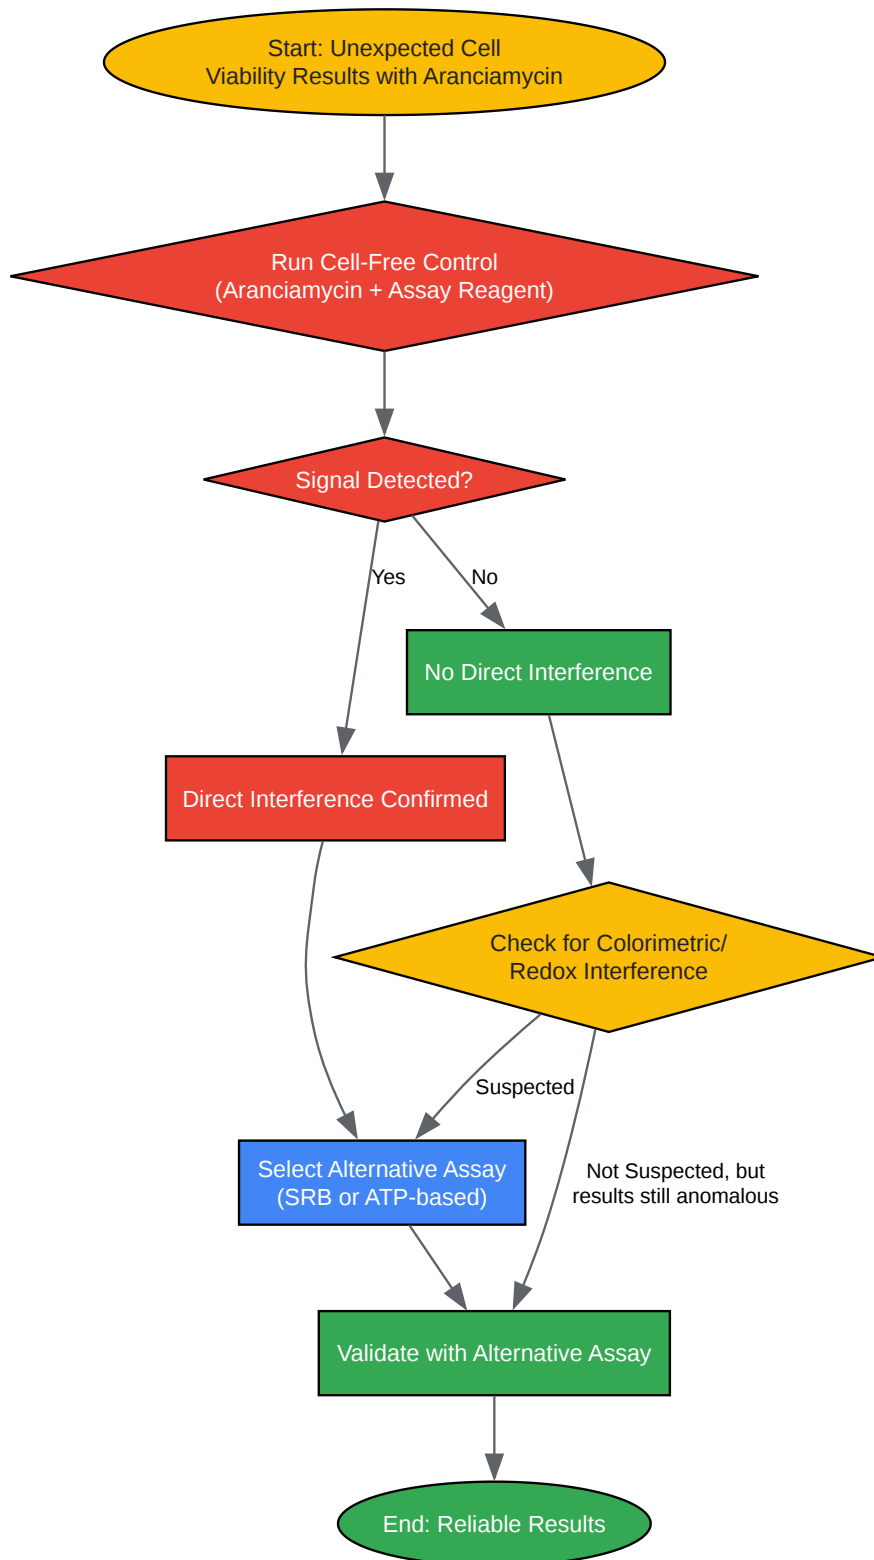 Start: Unexpected Cell
Viability Results with Aranciamycin
Run Cell-Free Control
(Aranciamycin + Assay Reagent)
Signal Detected?
Yes
No
No Direct Interference
Direct Interference Confirmed
Check for Colorimetric/
Redox Interference
Suspected
Not Suspected, but
results still anomalous
Select Alternative Assay
(SRB or ATP-based)
Validate with Alternative Assay
End: Reliable Results